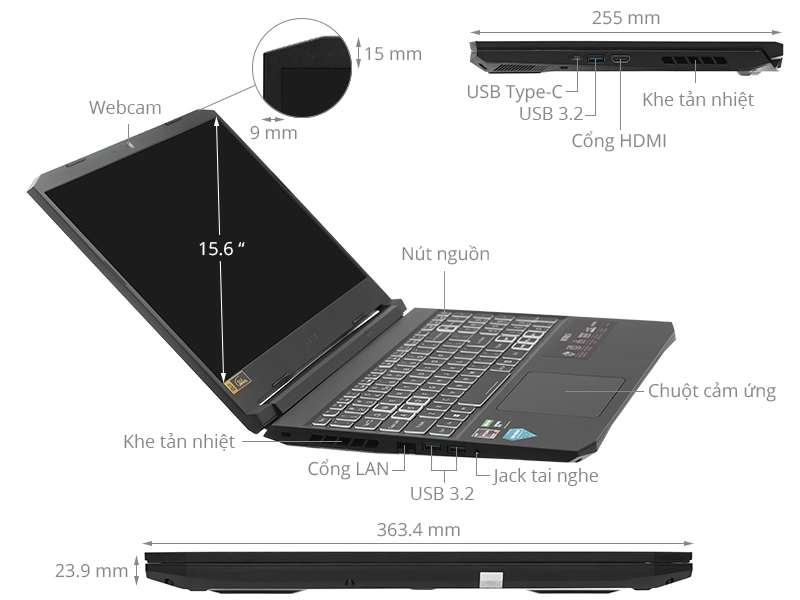 255 mm
15 mm
USB Type-C
Khe tản nhiệt
Webcam
USB 3.2
9 mm
Cổng HDMI
15.6 “
Nút nguồn
Chuột cảm ứng
Khe tản nhiệt
Cổng LAN
Jack tai nghe
USB 3.2
363.4 mm
23.9 mm